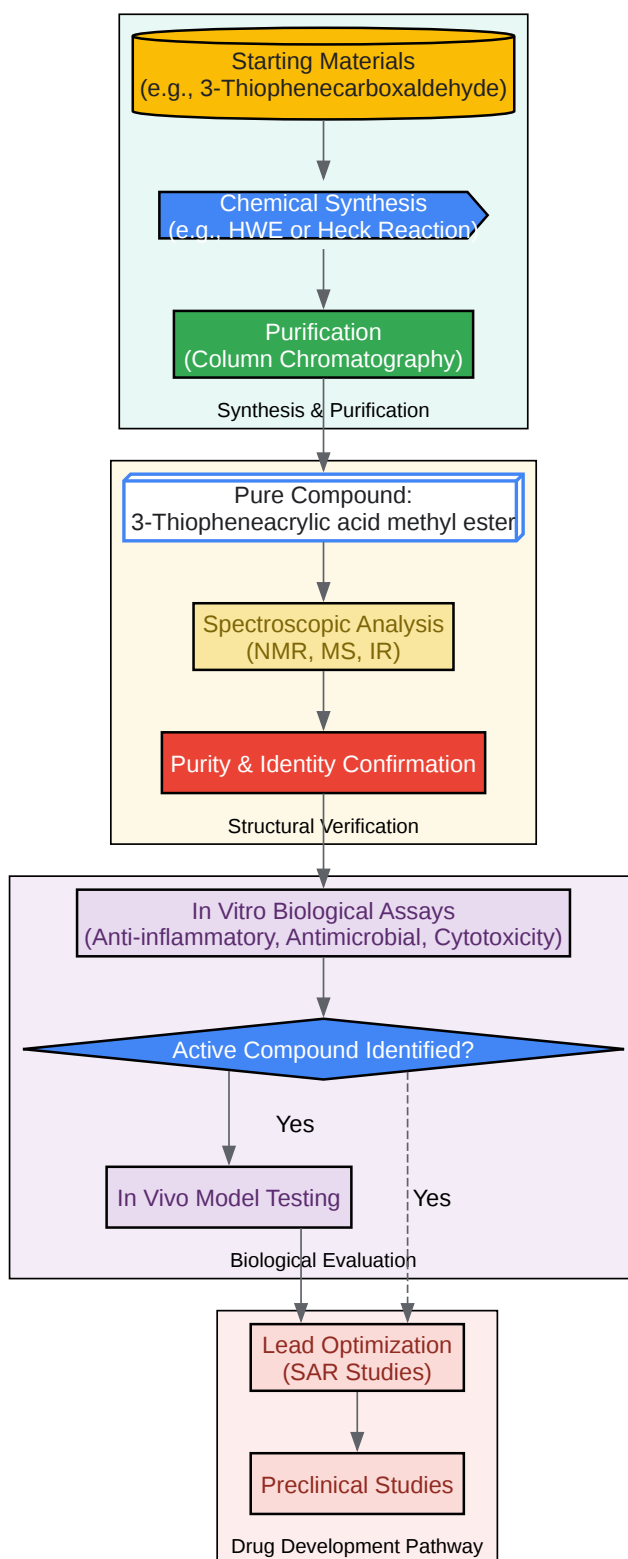 Starting Materials
(e.g., 3-Thiophenecarboxaldehyde)
Chemical Synthesis
(e.g., HWE or Heck Reaction)
Purification
(Column Chromatography)
Synthesis & Purification
Pure Compound:
3-Thiopheneacrylic acid methyl ester
Spectroscopic Analysis
(NMR, MS, IR)
Purity & Identity Confirmation
Structural Verification
In Vitro Biological Assays
(Anti-inflammatory, Antimicrobial, Cytotoxicity)
Active Compound Identified?
Yes
In Vivo Model Testing
Yes
Biological Evaluation
Lead Optimization
(SAR Studies)
Preclinical Studies
Drug Development Pathway